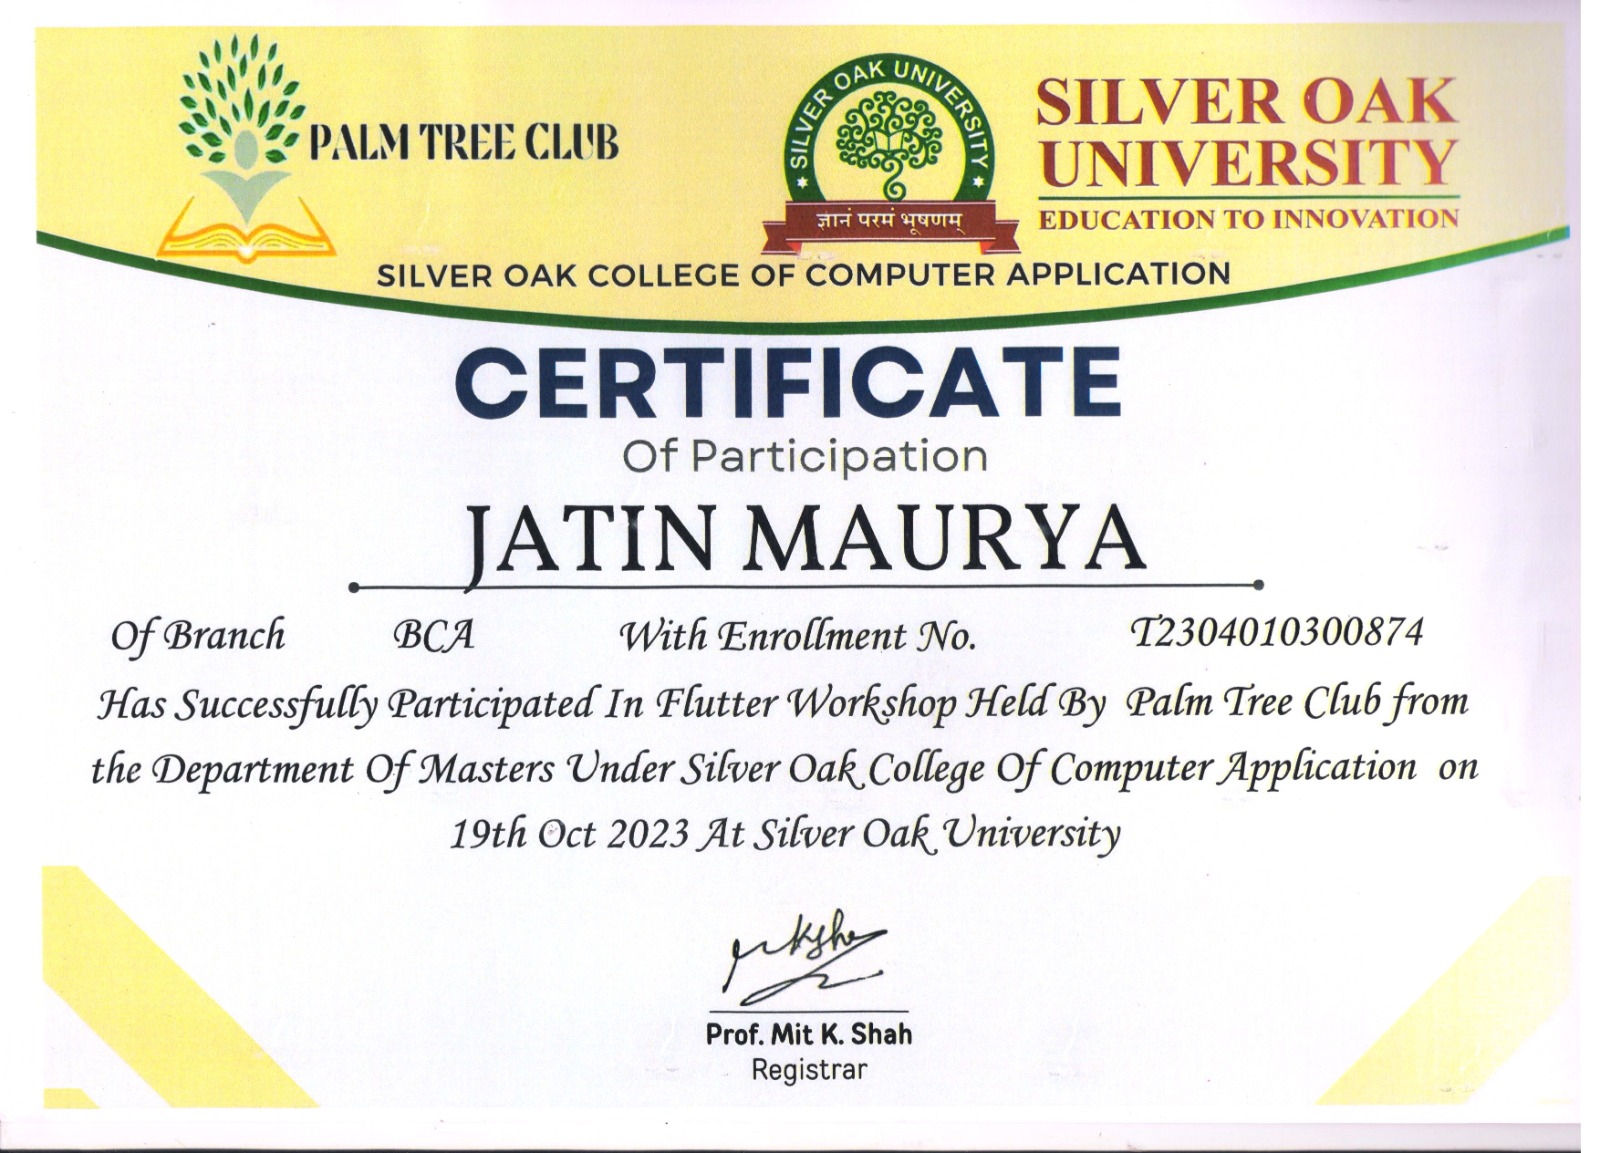 PALM TREE CLUB
SILVER OAK UNIVERSITY
ज्ञानं परमं भूषणम्
SILVER OAK
UNIVERSITY
EDUCATION TO INNOVATION
SILVER OAK COLLEGE OF COMPUTER APPLICATION
CERTIFICATE
Of Participation
JATIN MAURYA
Of Branch BCA With Enrollment No. T2304010300874
Has Successfully Participated In Flutter Workshop Held By Palm Tree Club from
the Department Of Masters Under Silver Oak College Of Computer Application on
19th Oct 2023 At Silver Oak University
Prof. Mit K. Shah
Registrar